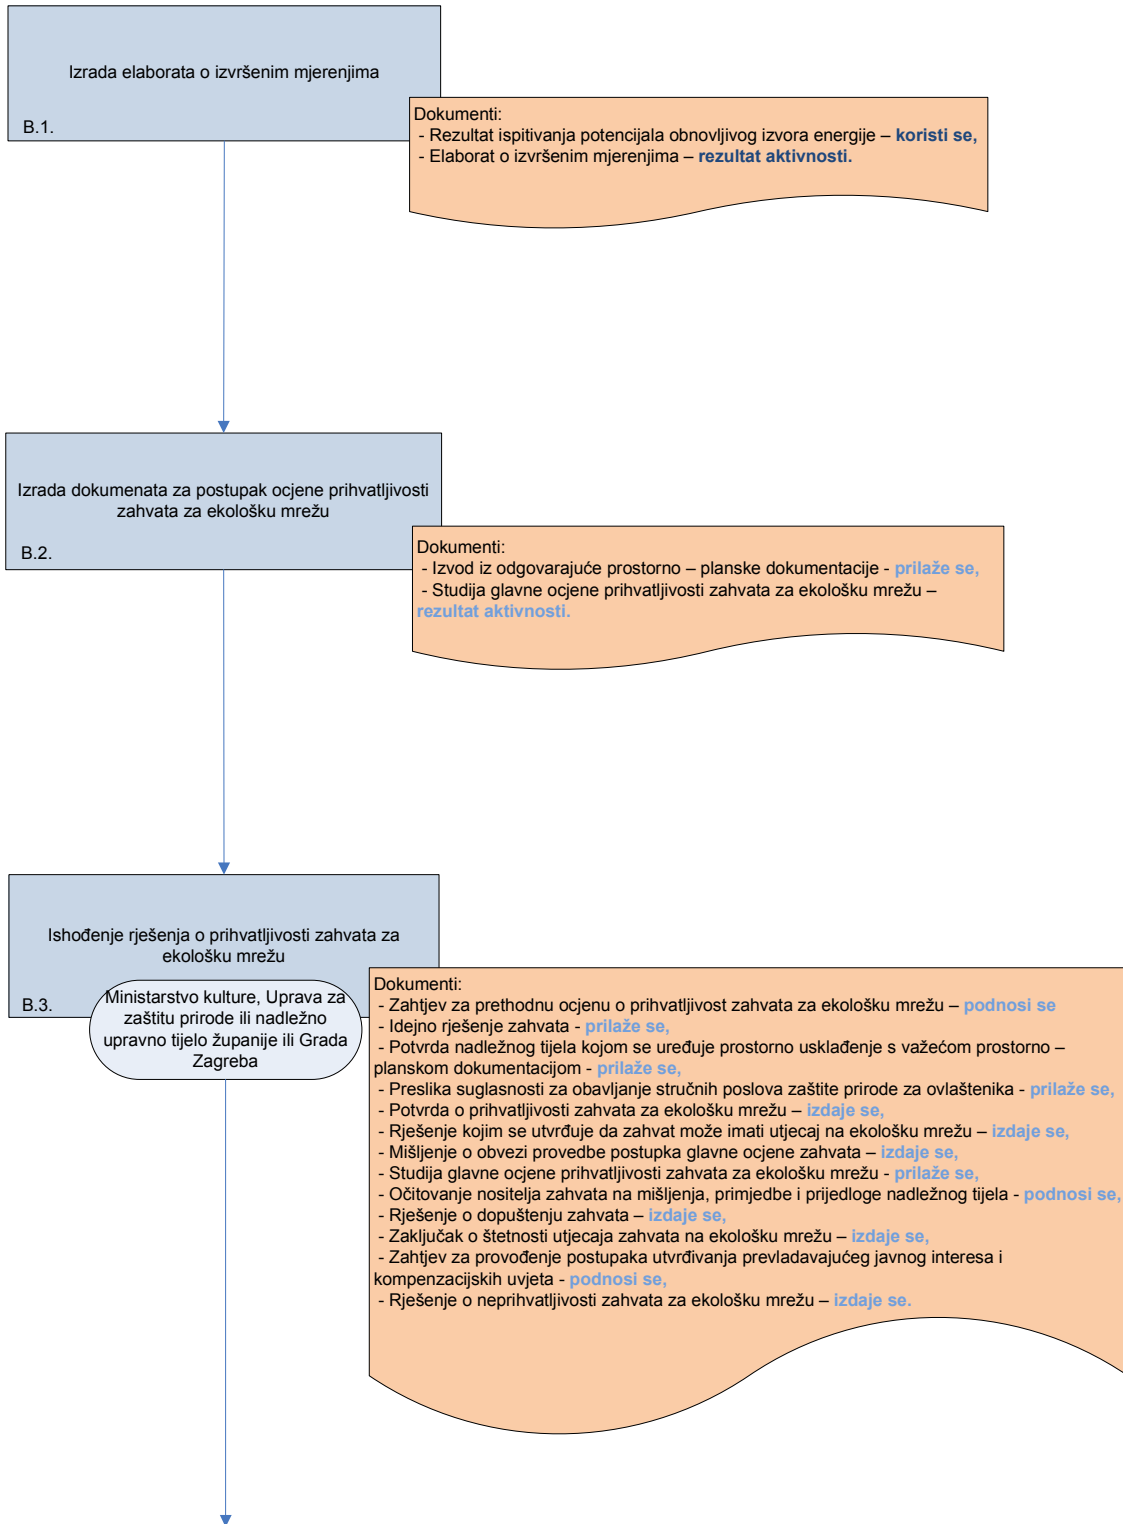 Izrada elaborata o izvršenim mjerenjima
B.1.
Dokumenti:
- Rezultat ispitivanja potencijala obnovljivog izvora energije – koristi se,
- Elaborat o izvršenim mjerenjima – rezultat aktivnosti.
Izrada dokumenata za postupak ocjene prihvatljivosti
zahvata za ekološku mrežu
B.2.
Dokumenti:
- Izvod iz odgovarajuće prostorno – planske dokumentacije - prilaže se,
- Studija glavne ocjene prihvatljivosti zahvata za ekološku mrežu –
rezultat aktivnosti.
Ishođenje rješenja o prihvatljivosti zahvata za
ekološku mrežu
B.3.
Ministarstvo kulture, Uprava za
zaštitu prirode ili nadležno
upravno tijelo županije ili Grada
Zagreba
Dokumenti:
- Zahtjev za prethodnu ocjenu o prihvatljivost zahvata za ekološku mrežu – podnosi se
- Idejno rješenje zahvata - prilaže se,
- Potvrda nadležnog tijela kojom se uređuje prostorno usklađenje s važećom prostorno –
planskom dokumentacijom - prilaže se,
- Preslika suglasnosti za obavljanje stručnih poslova zaštite prirode za ovlaštenika - prilaže se,
- Potvrda o prihvatljivosti zahvata za ekološku mrežu – izdaje se,
- Rješenje kojim se utvrđuje da zahvat može imati utjecaj na ekološku mrežu – izdaje se,
- Mišljenje o obvezi provedbe postupka glavne ocjene zahvata – izdaje se,
- Studija glavne ocjene prihvatljivosti zahvata za ekološku mrežu - prilaže se,
- Očitovanje nositelja zahvata na mišljenja, primjedbe i prijedloge nadležnog tijela - podnosi se,
- Rješenje o dopuštenju zahvata – izdaje se,
- Zaključak o štetnosti utjecaja zahvata na ekološku mrežu – izdaje se,
- Zahtjev za provođenje postupaka utvrđivanja prevladavajućeg javnog interesa i
kompenzacijskih uvjeta - podnosi se,
- Rješenje o neprihvatljivosti zahvata za ekološku mrežu – izdaje se.